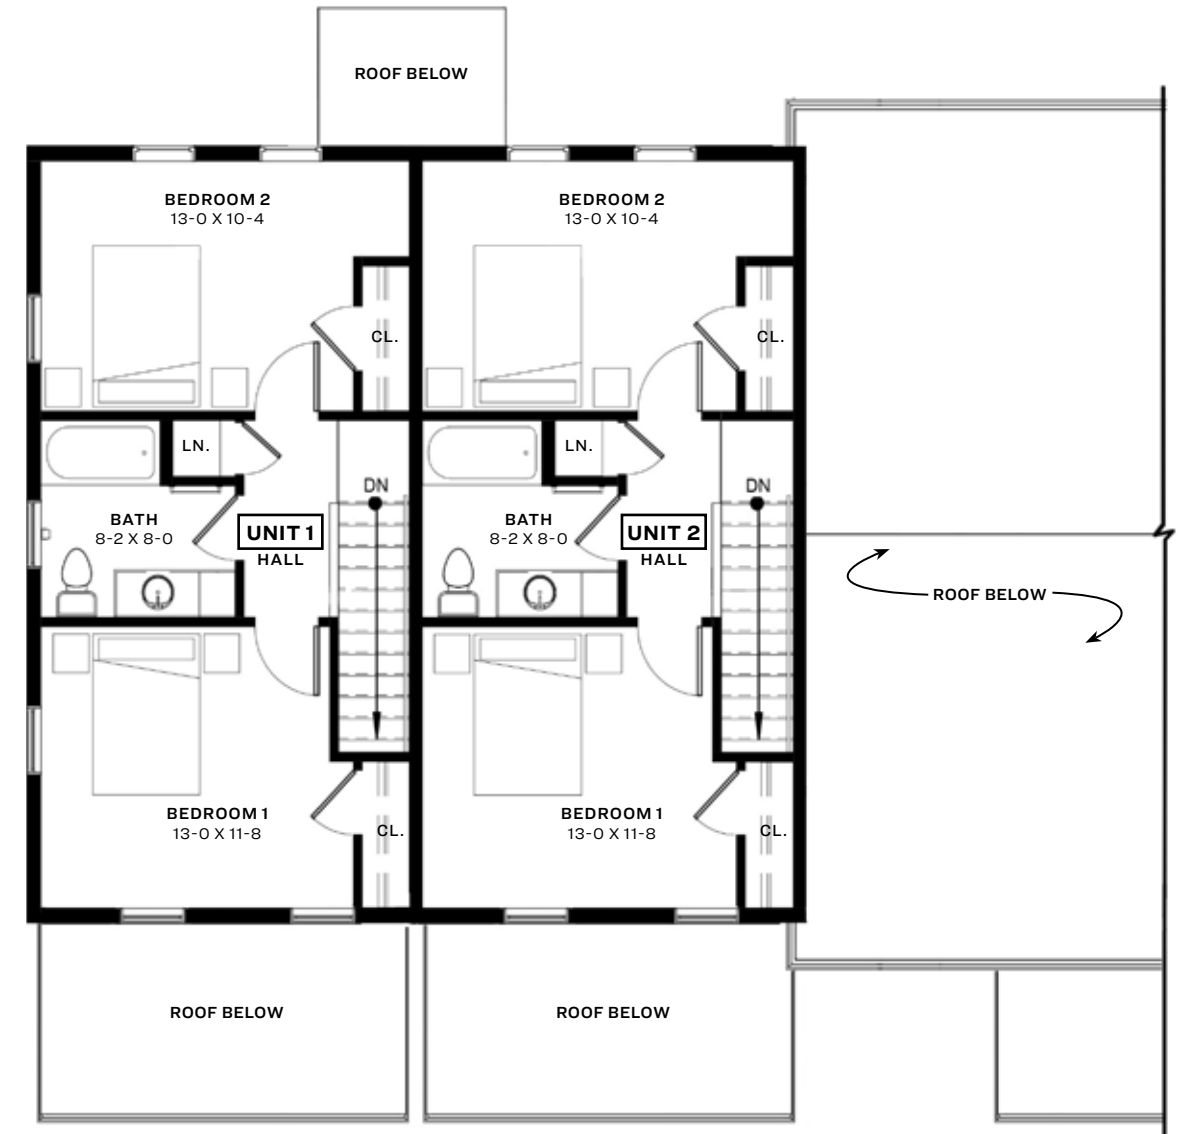 ROOF BELOW
BEDROOM 2
13-0 X 10-4
BEDROOM 2
13-0 X 10-4
CL.
CL.
LN.
LN.
DN
DN
BATH
8-2 X 8-0
UNIT 1
HALL
BATH
8-2 X 8-0
UNIT 2
HALL
ROOF BELOW
BEDROOM 1
13-0 X 11-8
CL.
BEDROOM 1
13-0 X 11-8
CL.
ROOF BELOW
ROOF BELOW